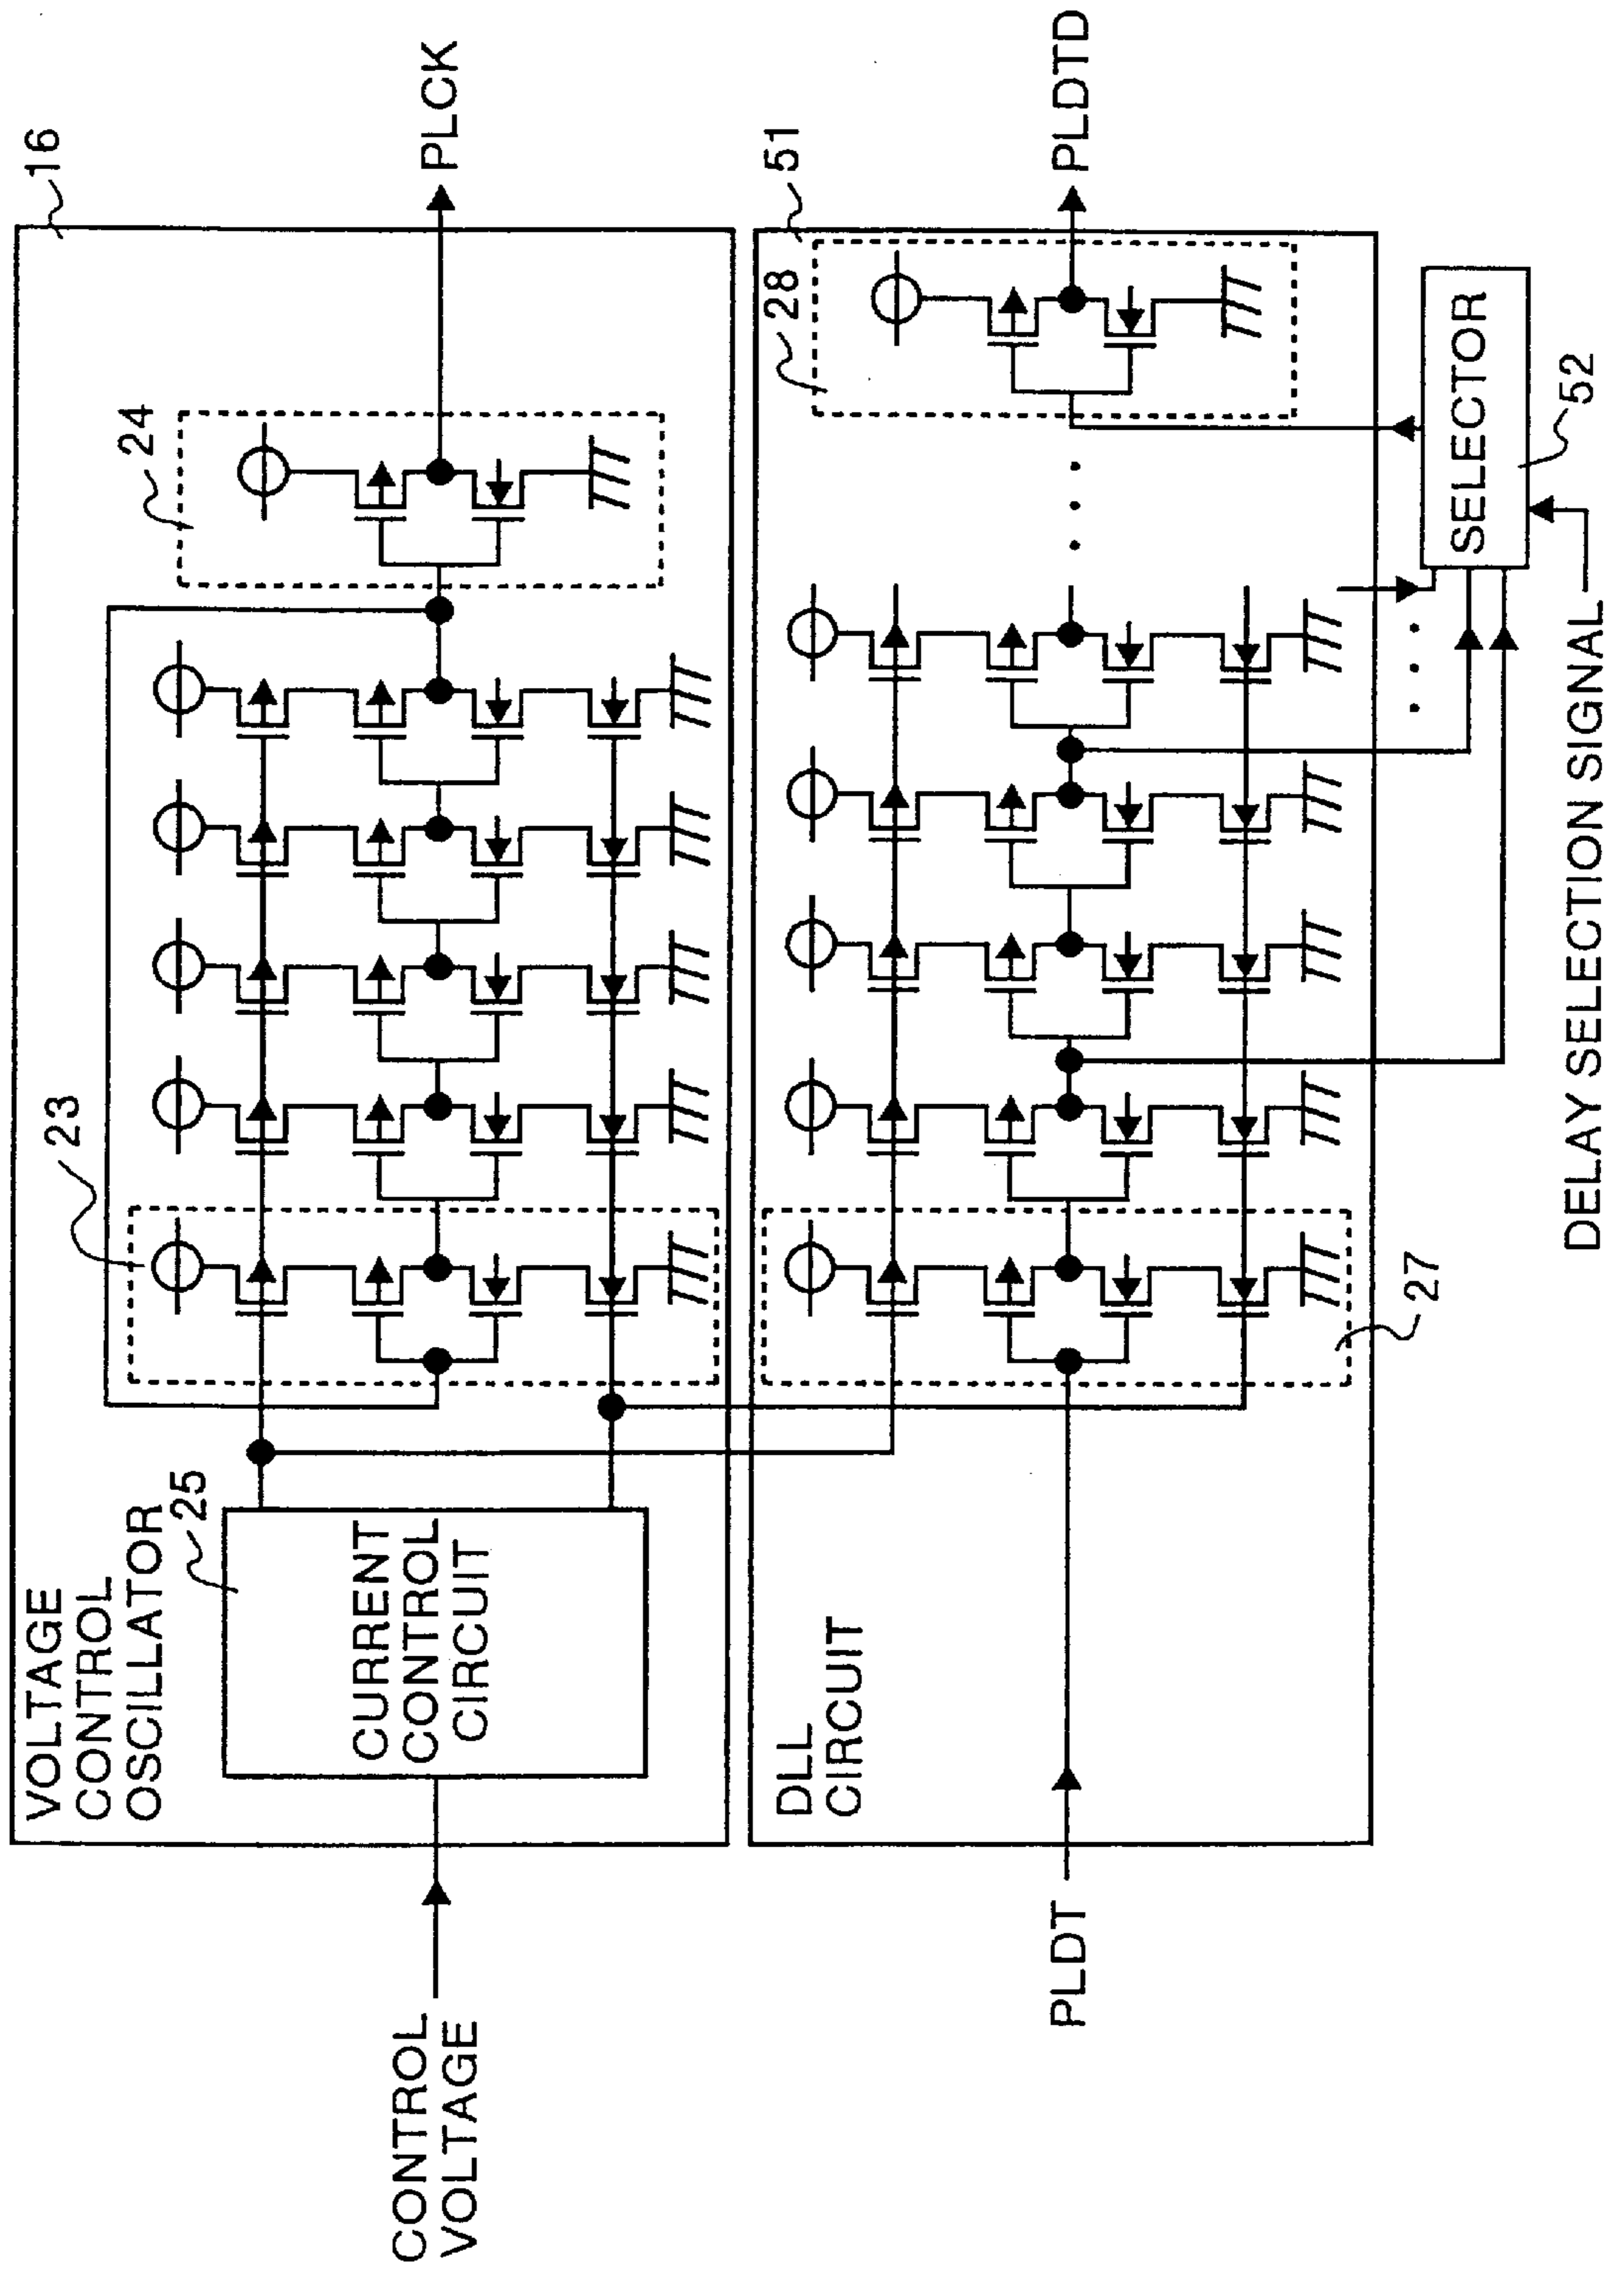 VOLTAGE
CONTROL
OSCILLATOR
16
23
24
25
CURRENT
CONTROL
CIRCUIT
CONTROL
VOLTAGE
PLCK
DLL
CIRCUIT
51
28
27
PLDT
PLDTD
SELECTOR
52
DELAY SELECTION SIGNAL